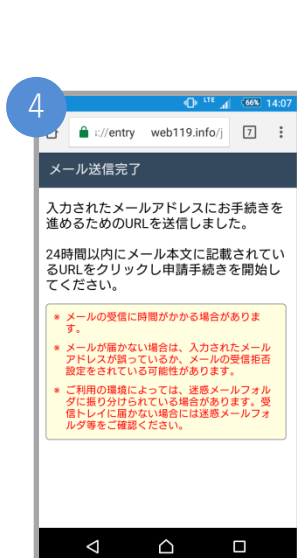 4
LTE 66% 14:07
://entry web119.info/j 7
メール送信完了
入力されたメールアドレスにお手続きを
進めるためのURLを送信しました。
24時間以内にメール本文に記載されてい
るURLをクリックし申請手続きを開始し
てください。
* メールの受信に時間がかかる場合がありま
す。
* メールが届かない場合は、入力されたメール
アドレスが誤っているか、メールの受信拒否
設定をされている可能性があります。
* ご利用の環境によっては、迷惑メールフォル
ダに振り分けられている場合があります。受
信トレイに届かない場合には迷惑メールフォ
ルダ等をご確認ください。